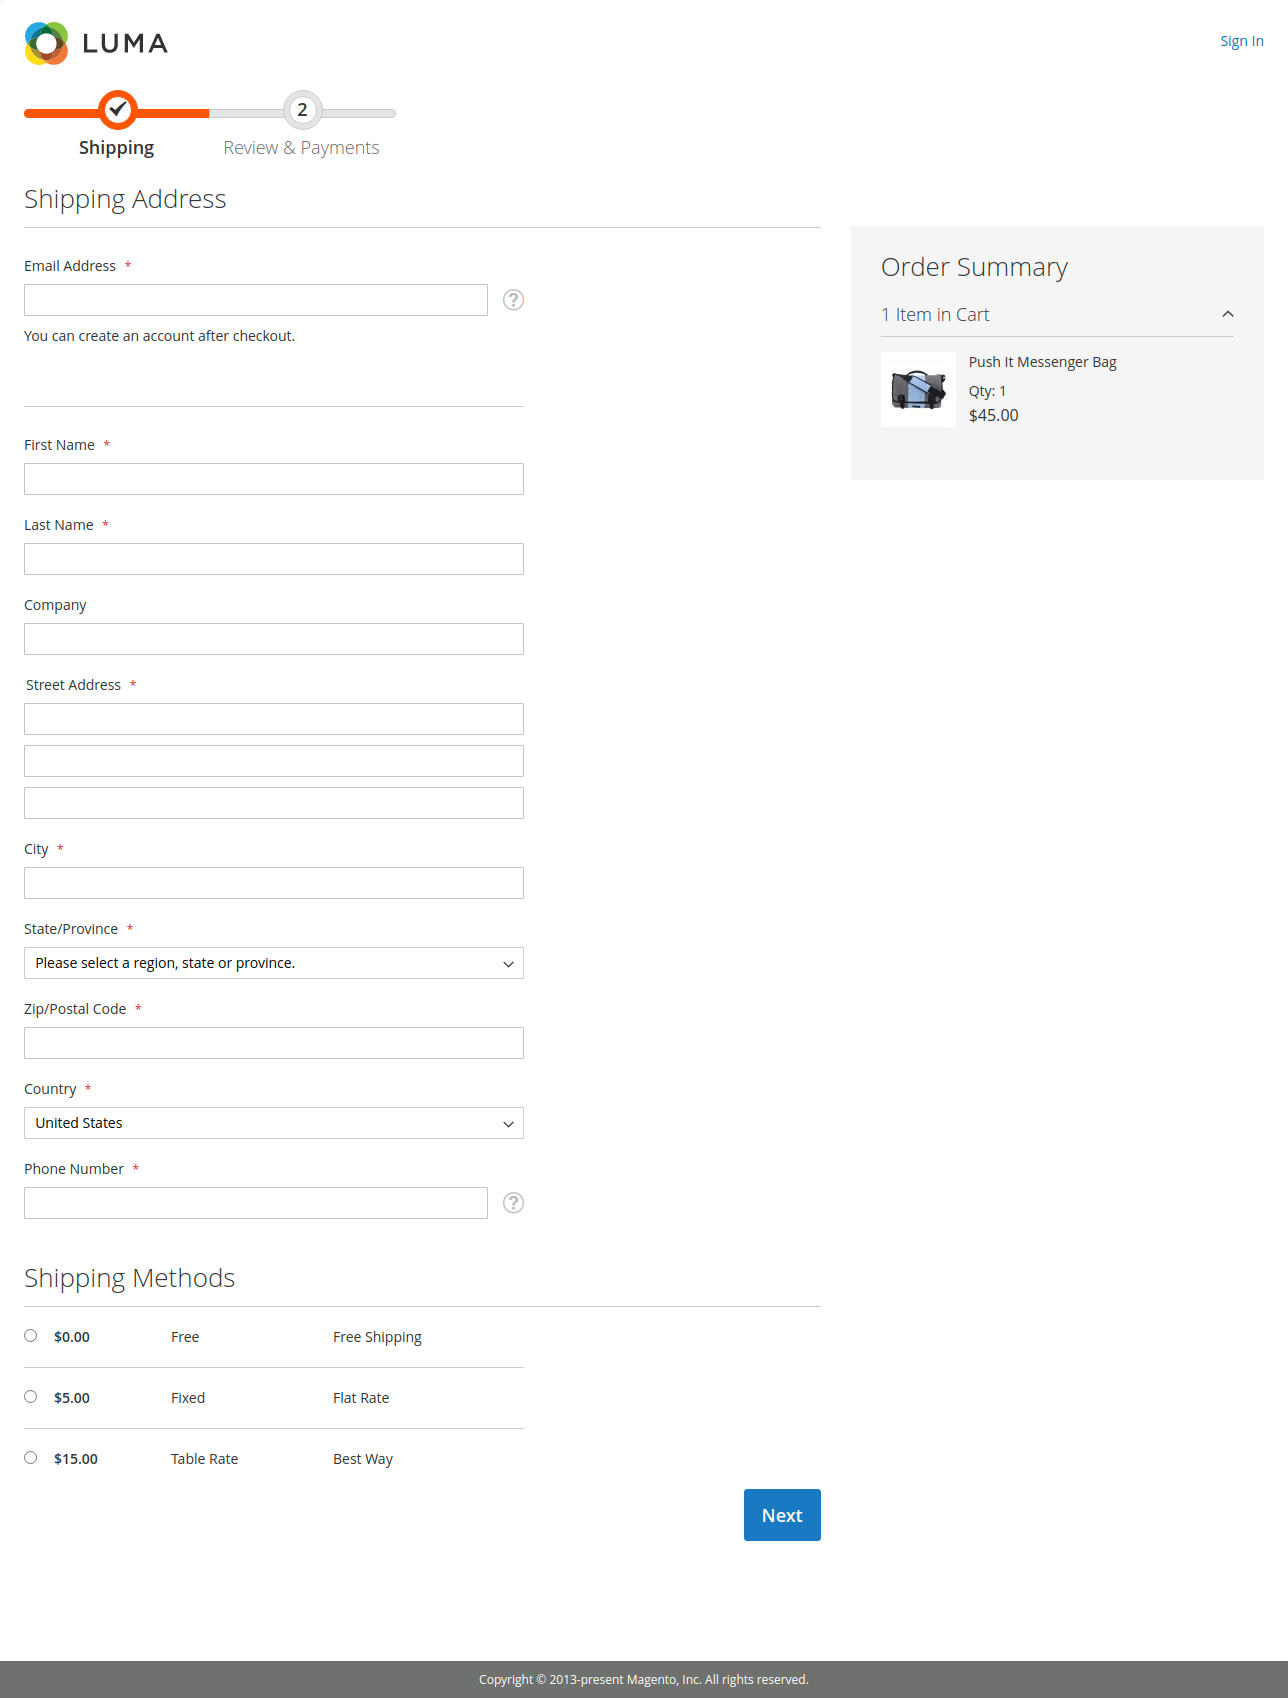 LUMA
Sign In
2
Shipping
Review & Payments
Shipping Address
Email Address *
?
You can create an account after checkout.
First Name *
Last Name *
Company
Street Address *
City *
State/Province *
Please select a region, state or province.
Zip/Postal Code *
Country *
United States
Phone Number *
?
Shipping Methods
$0.00 Free Free Shipping
$5.00 Fixed Flat Rate
$15.00 Table Rate Best Way
Next
Order Summary
1 Item in Cart
Push It Messenger Bag
Qty: 1
$45.00
Copyright © 2013-present Magento, Inc. All rights reserved.